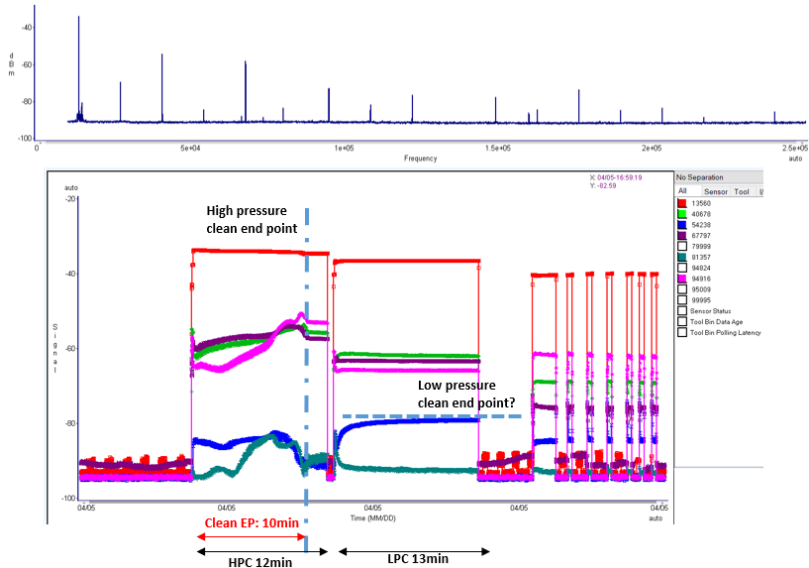 -40
d
B
m
-60
-80
-100
0
5e+04
1e+05
1.5e+05
2e+05
2.5e+05
Frequency
auto
X: 04/05-16:59:19
Y: -82.59
No Separation
All
Sensor
Tool
auto
-20
-40
-60
-80
-100
S
i
g
n
a
l
High pressure
clean end point
Low pressure
clean end point?
13560
40678
54238
67797
79999
81357
94824
94916
95009
99995
Sensor Status
Tool Bin Data Age
Tool Bin Polling Latency
04/05
04/05
04/05
04/05
04/05
Time (MM/DD)
auto
Clean EP: 10min
HPC 12min
LPC 13min